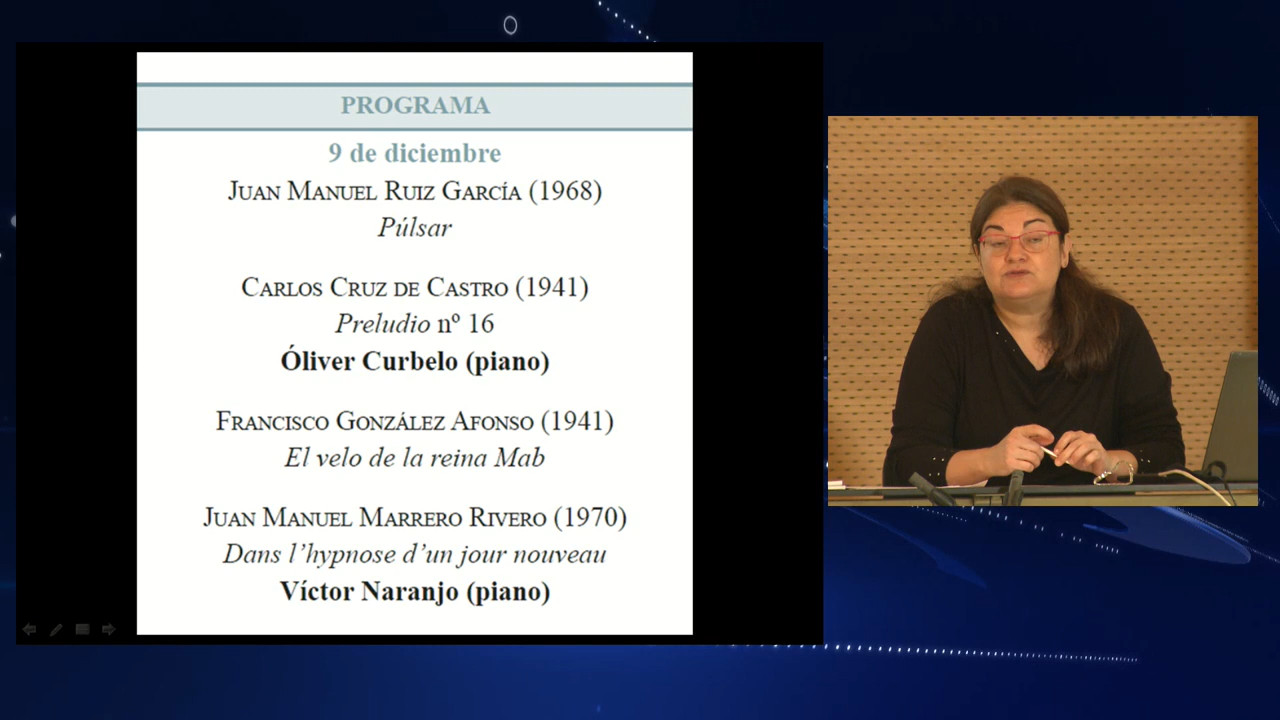 PROGRAMA
9 de diciembre
JUAN MANUEL RUIZ GARCÍA (1968)
Púlsar
CARLOS CRUZ DE CASTRO (1941)
Preludio nº 16
Óliver Curbelo (piano)
FRANCISCO GONZÁLEZ AFONSO (1941)
El velo de la reina Mab
JUAN MANUEL MARRERO RIVERO (1970)
Dans l’hypnose d’un jour nouveau
Víctor Naranjo (piano)